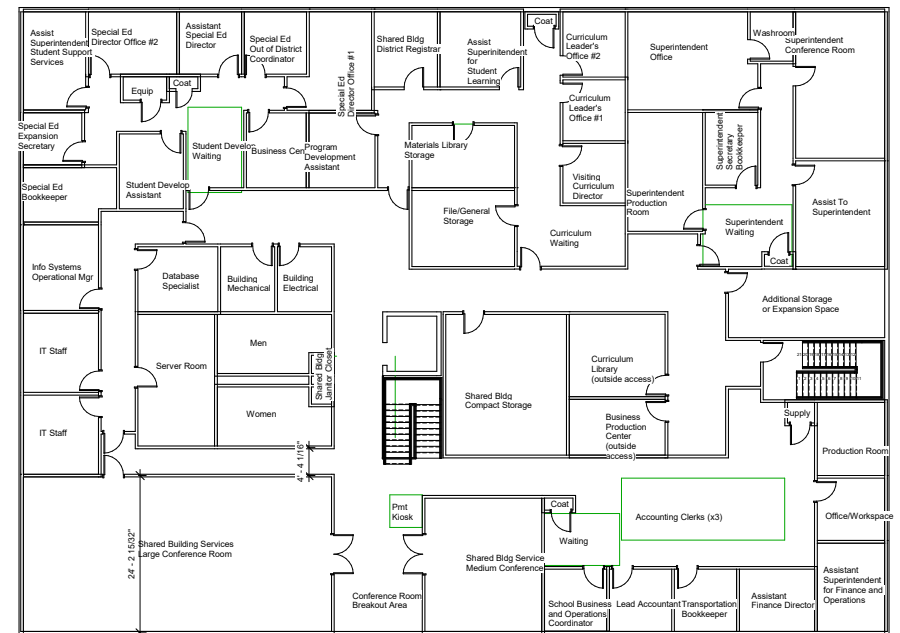 Assist
Superintendent
Student Support
Services
Special Ed
Director Office #2
Assistant
Special Ed
Director
Special Ed
Out of District
Coordinator
Special Ed
Director Office #1
Shared Bldg
District Registrar
Assist
Superintendent
for
Student
Learning
Coat
Curriculum
Leader's
Office #2
Superintendent
Office
Washroom
Superintendent
Conference Room
Equip
Coat
Curriculum
Leader's
Office #1
Special Ed
Expansion
Secretary
Student Develop
Waiting
Business Cen
Program
Development
Assistant
Materials Library
Storage
Superintendent
Secretary
Bookkeeper
Special Ed
Bookkeeper
Student Develop
Assistant
Visiting
Curriculum
Director
Superintendent
Production
Room
Assist To
Superintendent
File/General
Storage
Curriculum
Waiting
Superintendent
Waiting
Coat
Info Systems
Operational Mgr
Database
Specialist
Building
Mechanical
Building
Electrical
Additional Storage
or Expansion Space
IT Staff
Server Room
Men
Shared Bldg
Janitor Closet
Curriculum
Library
(outside access)
Shared Bldg
Compact Storage
Women
Business
Production
Center
(outside
access)
Supply
IT Staff
4' - 4 1/16"
Production Room
Pmt
Kiosk
Coat
Accounting Clerks (x3)
Office/Workspace
Waiting
24' - 2 15/32"
Shared Building Services
Large Conference Room
Shared Bldg Service
Medium Conference
Conference Room
Breakout Area
School Business
and Operations
Coordinator
Lead Accountant
Transportation
Bookkeeper
Assistant
Finance Director
Assistant
Superintendent
for Finance and
Operations